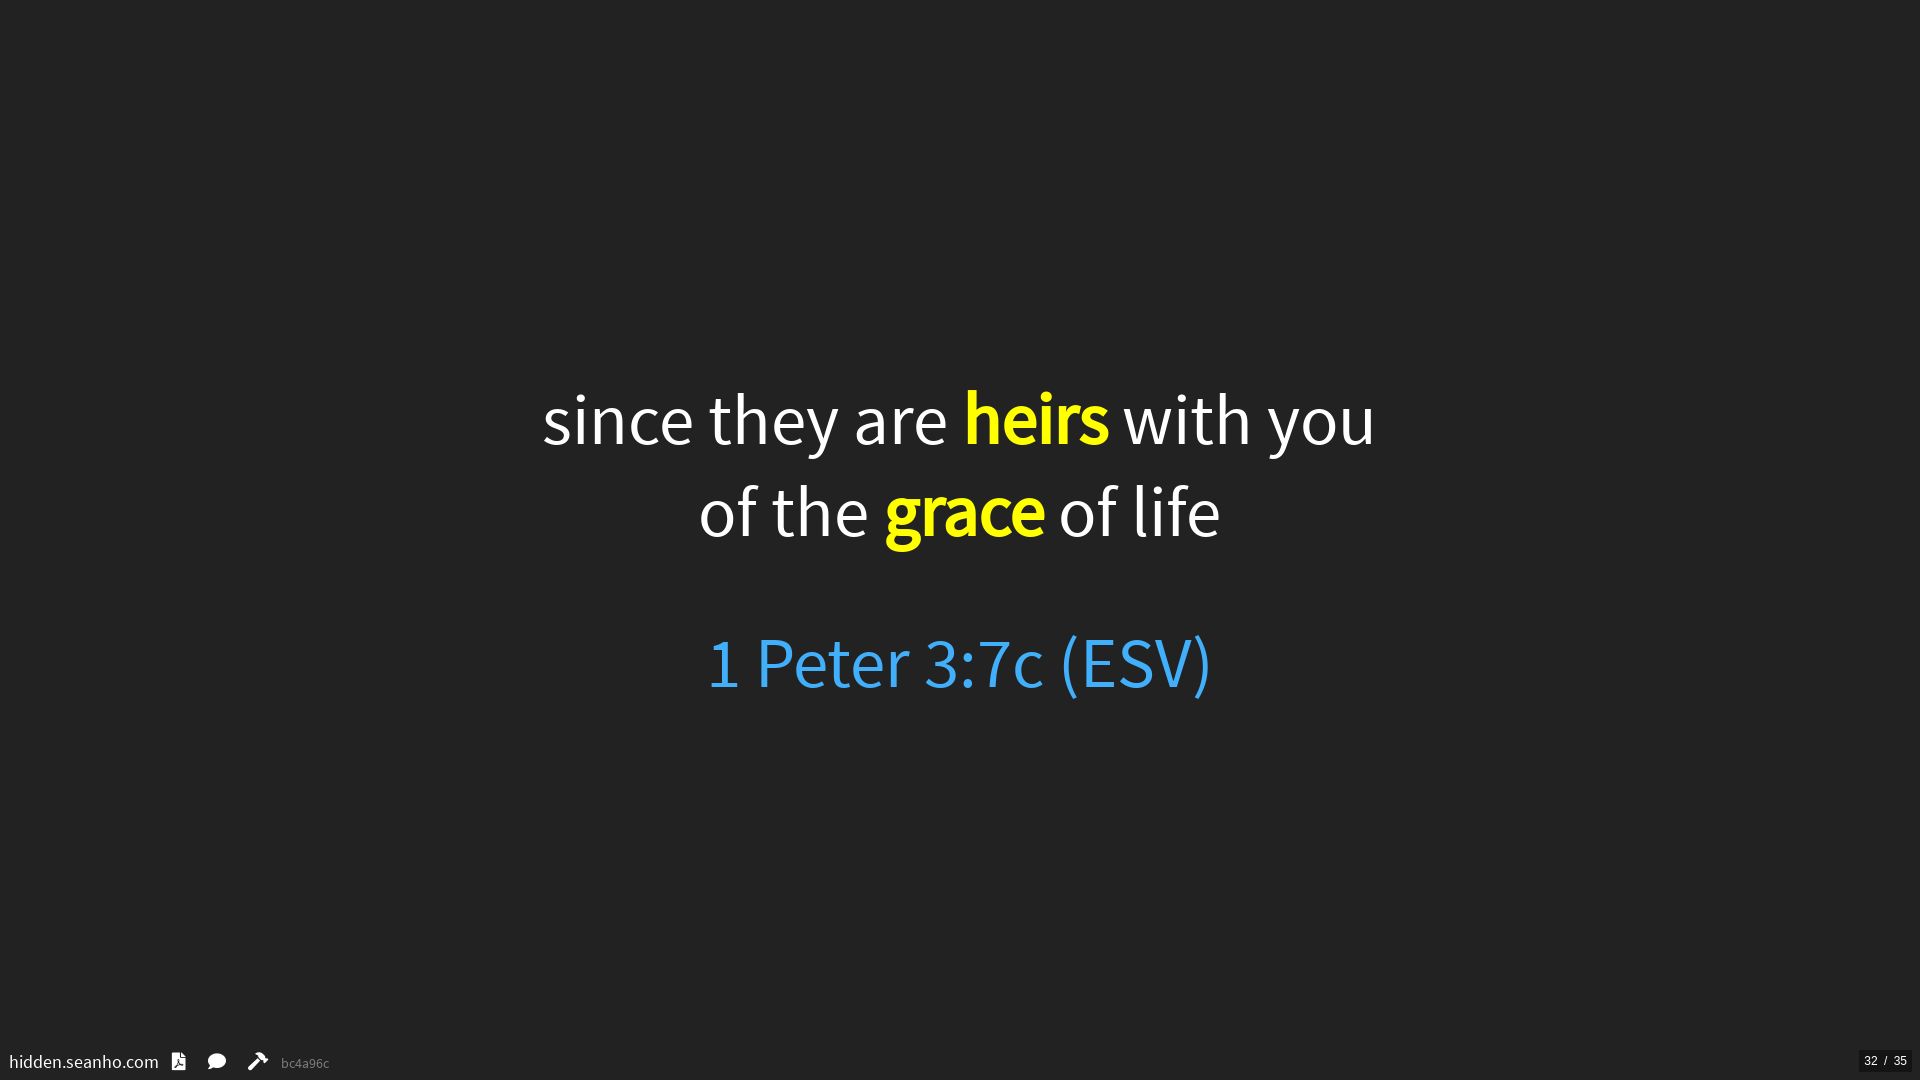 since they are heirs with you
of the grace of life
1 Peter 3:7c (ESV)
hidden.seanho.com bc4a96c
32 / 35